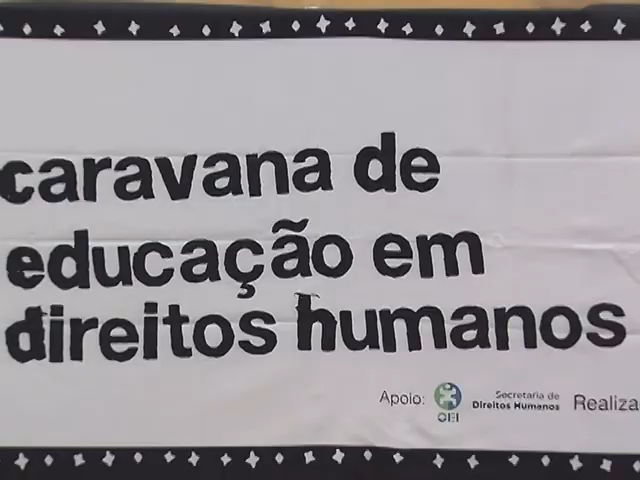 caravana de
educação em
direitos humanos
Apoio: OEI Secretaria de Direitos Humanos Realiza